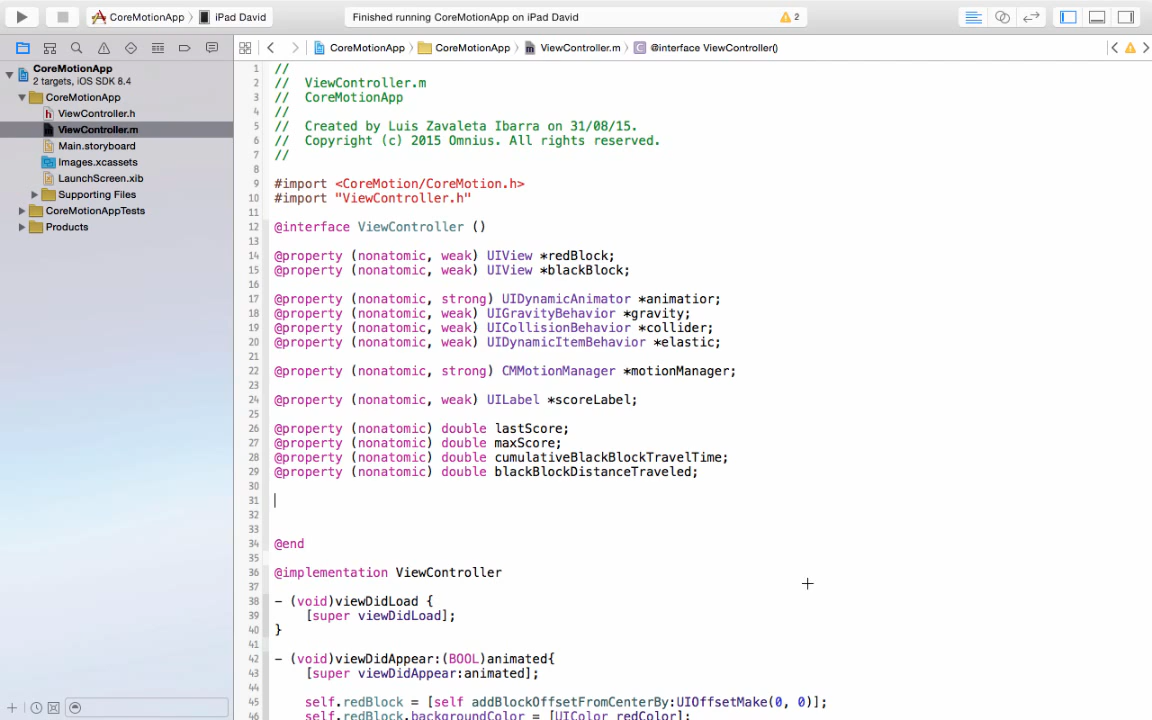 CoreMotionApp iPad David Finished running CoreMotionApp on iPad David 2
CoreMotionApp CoreMotionApp ViewController.m @interface ViewController()
CoreMotionApp
2 targets, iOS SDK 8.4
CoreMotionApp
ViewController.h
ViewController.m
Main.storyboard
Images.xcassets
LaunchScreen.xib
Supporting Files
CoreMotionAppTests
Products
1 //
2 // ViewController.m
3 // CoreMotionApp
4 //
5 // Created by Luis Zavaleta Ibarra on 31/08/15.
6 // Copyright (c) 2015 Omnius. All rights reserved.
7 //
8
9 #import <CoreMotion/CoreMotion.h>
10 #import "ViewController.h"
11
12 @interface ViewController ()
13
14 @property (nonatomic, weak) UIView *redBlock;
15 @property (nonatomic, weak) UIView *blackBlock;
16
17 @property (nonatomic, strong) UIDynamicAnimator *animatior;
18 @property (nonatomic, weak) UIGravityBehavior *gravity;
19 @property (nonatomic, weak) UICollisionBehavior *collider;
20 @property (nonatomic, weak) UIDynamicItemBehavior *elastic;
21
22 @property (nonatomic, strong) CMMotionManager *motionManager;
23
24 @property (nonatomic, weak) UILabel *scoreLabel;
25
26 @property (nonatomic) double lastScore;
27 @property (nonatomic) double maxScore;
28 @property (nonatomic) double cumulativeBlackBlockTravelTime;
29 @property (nonatomic) double blackBlockDistanceTraveled;
30
31
32
33
34 @end
35
36 @implementation ViewController
37
38 - (void)viewDidLoad {
39 [super viewDidLoad];
40 }
41
42 - (void)viewDidAppear:(BOOL)animated{
43 [super viewDidAppear:animated];
44
45 self.redBlock = [self addBlockOffsetFromCenterBy:UIOffsetMake(0, 0)];
46 self.redBlock.backgroundColor = [UIColor redColor];